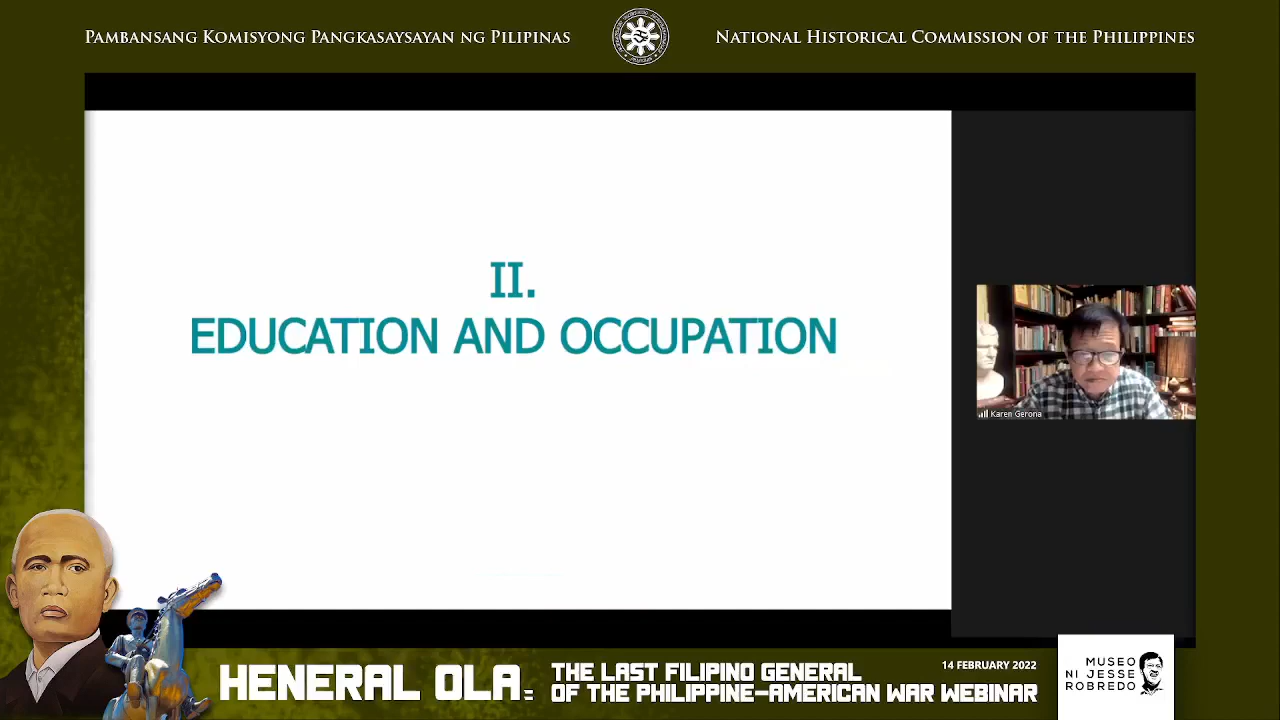 PAMBANSANG KOMISYONG PANGKASAYSAYAN NG PILIPINAS
NATIONAL HISTORICAL COMMISSION OF THE PHILIPPINES
II.
EDUCATION AND OCCUPATION
Karen Gerona
HENERAL OLA:
THE LAST FILIPINO GENERAL
OF THE PHILIPPINE-AMERICAN WAR WEBINAR
14 FEBRUARY 2022
MUSEO
NI JESSE
ROBREDO